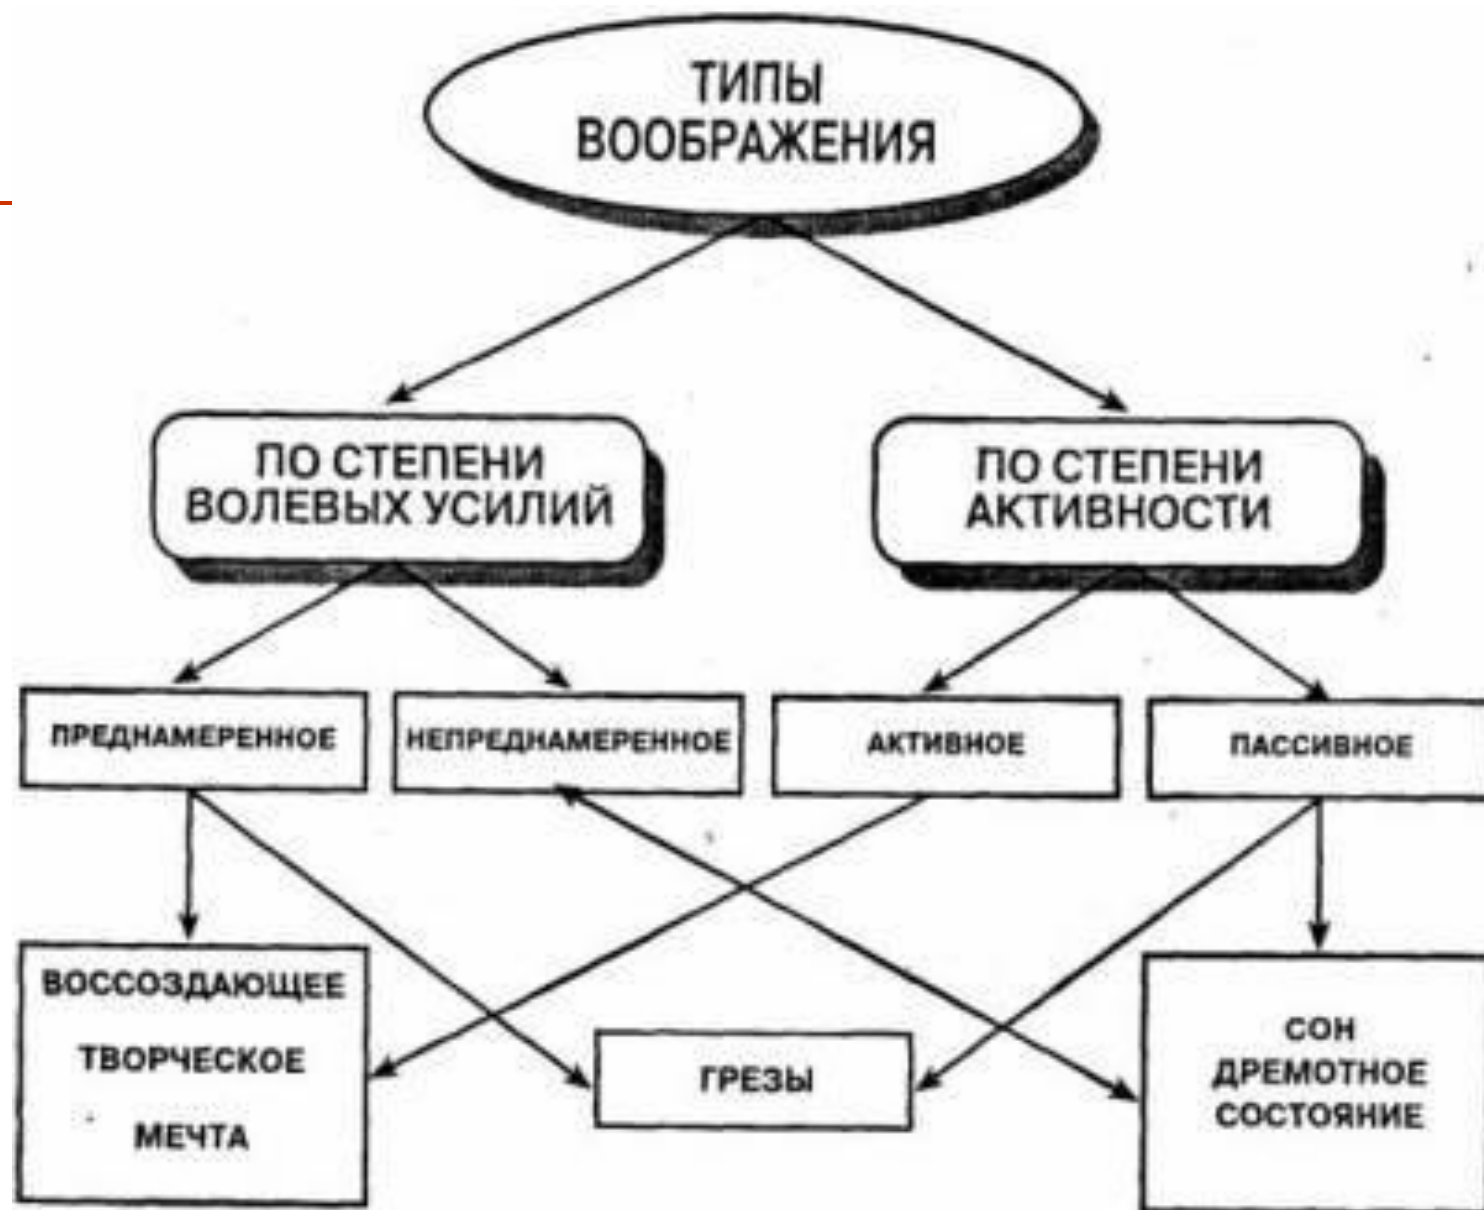 ТИПЫ
ВООБРАЖЕНИЯ
ПО СТЕПЕНИ
ВОЛЕВЫХ УСИЛИЙ
ПО СТЕПЕНИ
АКТИВНОСТИ
ПРЕДНАМЕРЕННОЕ
НЕПРЕДНАМЕРЕННОЕ
АКТИВНОЕ
ПАССИВНОЕ
ВОССОЗДАЮЩЕЕ
ТВОРЧЕСКОЕ
МЕЧТА
ГРЕЗЫ
СОН
ДРЕМОТНОЕ
СОСТОЯНИЕ